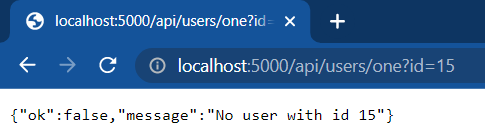 localhost:5000/api/users/one?id=
localhost:5000/api/users/one?id=15
{"ok":false,"message":"No user with id 15"}